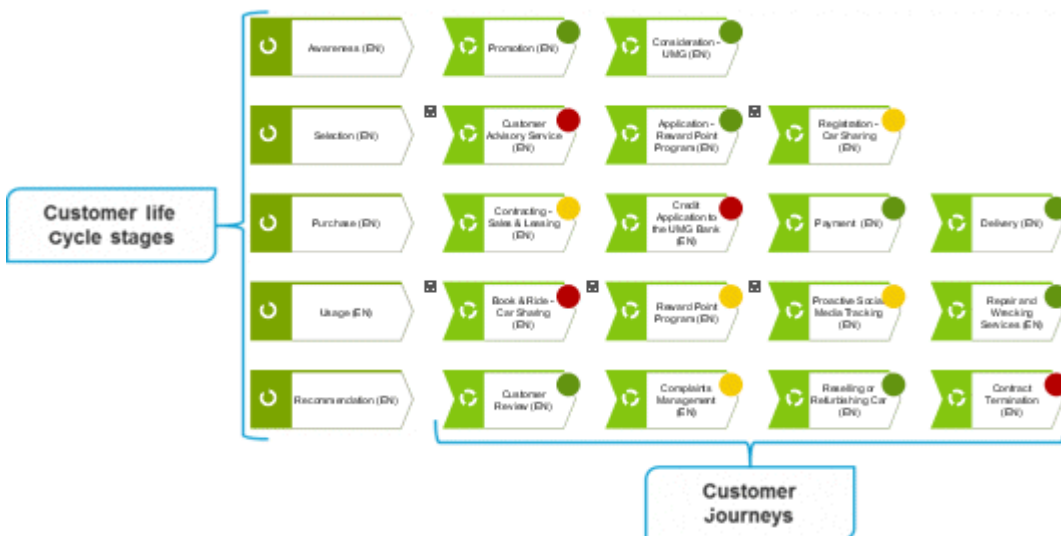 Awareness (EN)
Promotion (EN)
Consideration -
UMG (EN)
Selection (EN)
Customer
Advisory Service
(EN)
Application -
Reward Point
Program (EN)
Registration -
Car Sharing
(EN)
Customer life
Cycle stages
Purchase (EN)
Contracting -
Sales & Leasing
(EN)
Credit
Application to
the UMG Bank
(EN)
Payment (EN)
Delivery (EN)
Usage (EN)
Book & Ride -
Car Sharing
(EN)
Reward Point
Program (EN)
Proactive Social
Media Tracking
(EN)
Repair and
Wrecking
Services (EN)
Recommendation (EN)
Customer
Review (EN)
Complaints
Management
(EN)
Reselling or
Refurbishing Car
(EN)
Contract
Termination
(EN)
Customer
Journeys